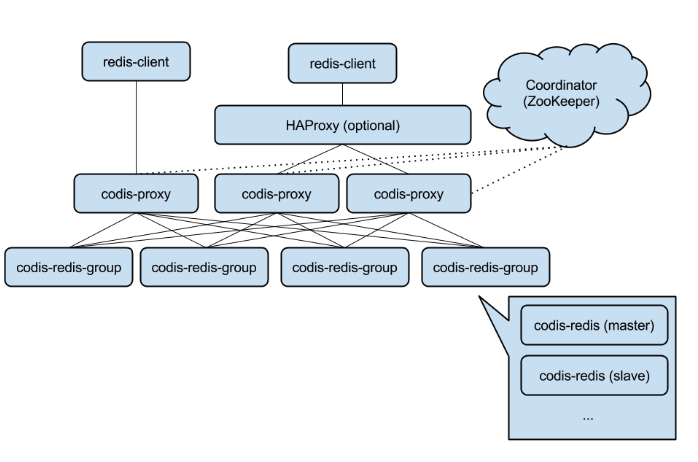 redis-client
redis-client
Coordinator
(ZooKeeper)
HAProxy (optional)
codis-proxy
codis-proxy
codis-proxy
codis-redis-group
codis-redis-group
codis-redis-group
codis-redis-group
codis-redis (master)
codis-redis (slave)
...